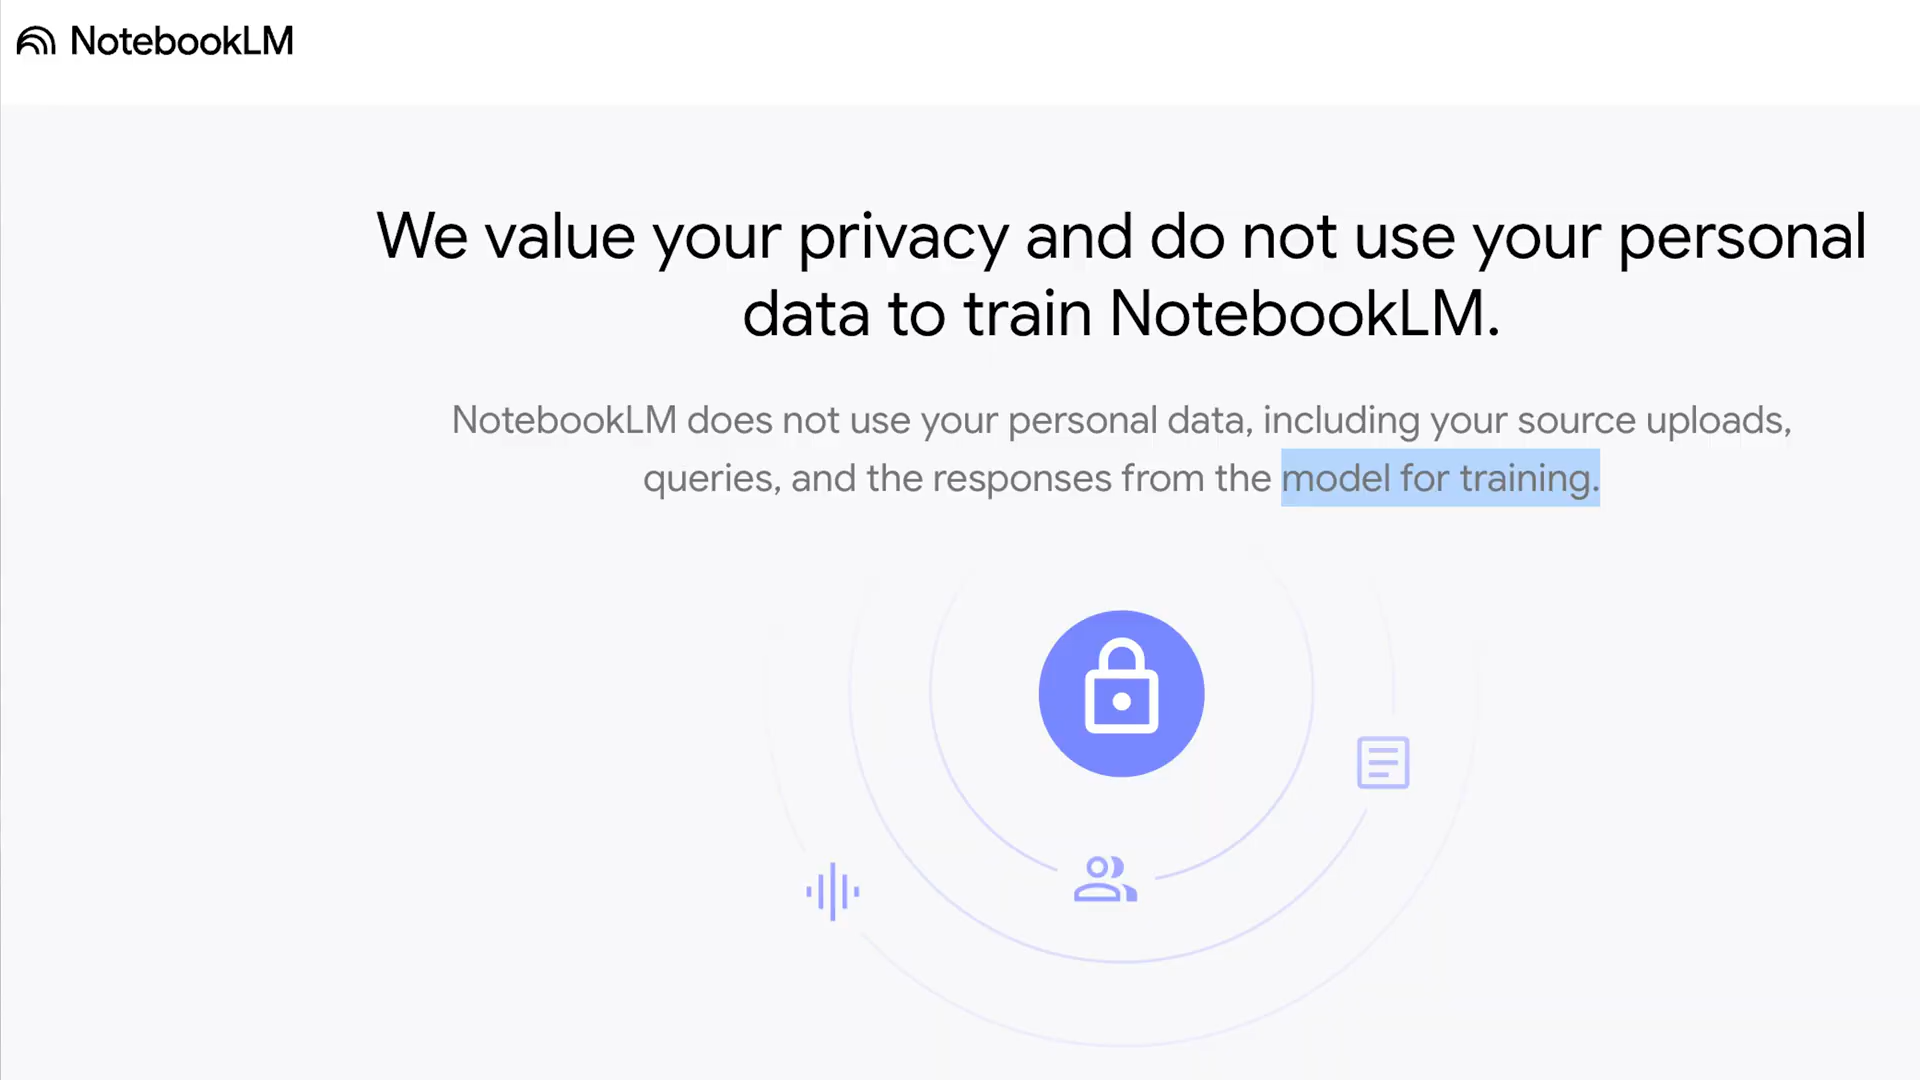 NotebookLM
We value your privacy and do not use your personal
data to train NotebookLM.
NotebookLM does not use your personal data, including your source uploads,
queries, and the responses from the model for training.